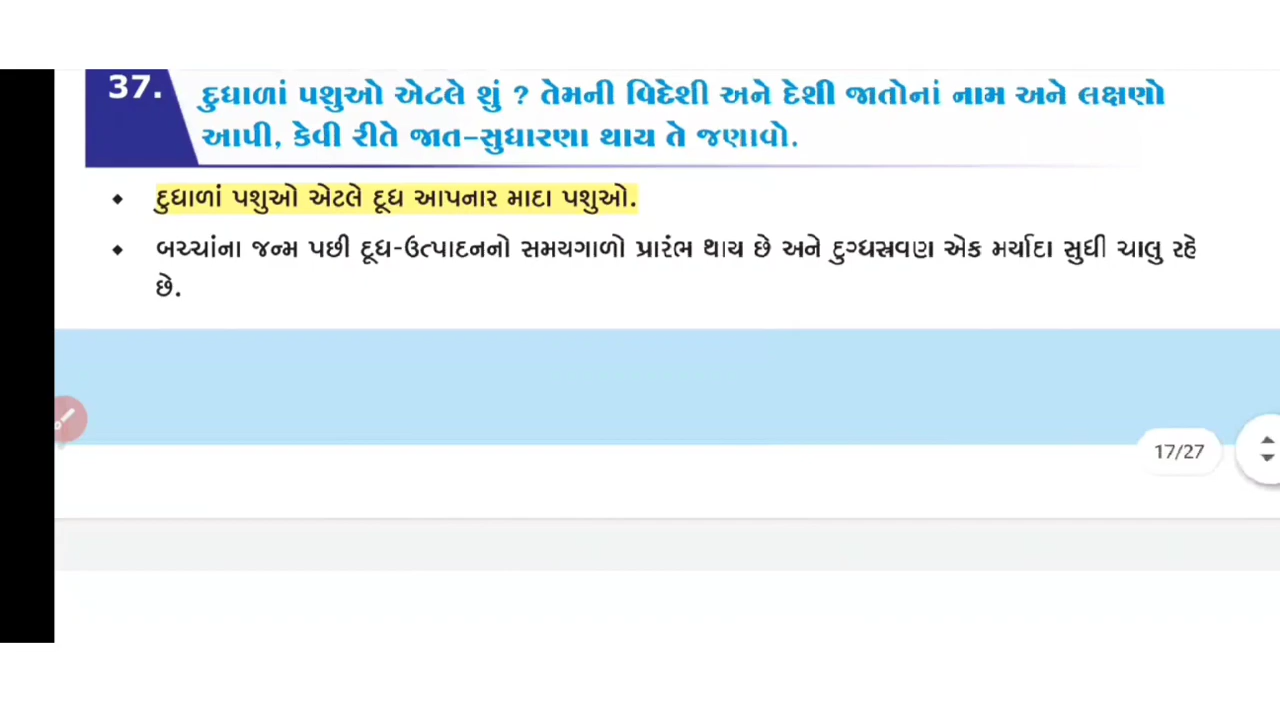 37.
દુધાળાં પશુઓ એટલે શું ? તેમની વિદેશી અને દેશી જાતોનાં નામ અને લક્ષણો
આપી, કેવી રીતે જાત-સુધારણા થાય તે જણાવો.
◆ દુધાળાં પશુઓ એટલે દૂધ આપનાર માદા પશુઓ.
◆ બચ્ચાંના જન્મ પછી દૂધ-ઉત્પાદનનો સમયગાળો પ્રારંભ થાય છે અને દુગ્ધસ્રવણ એક મર્યાદા સુધી ચાલુ રહે
છે.
17/27